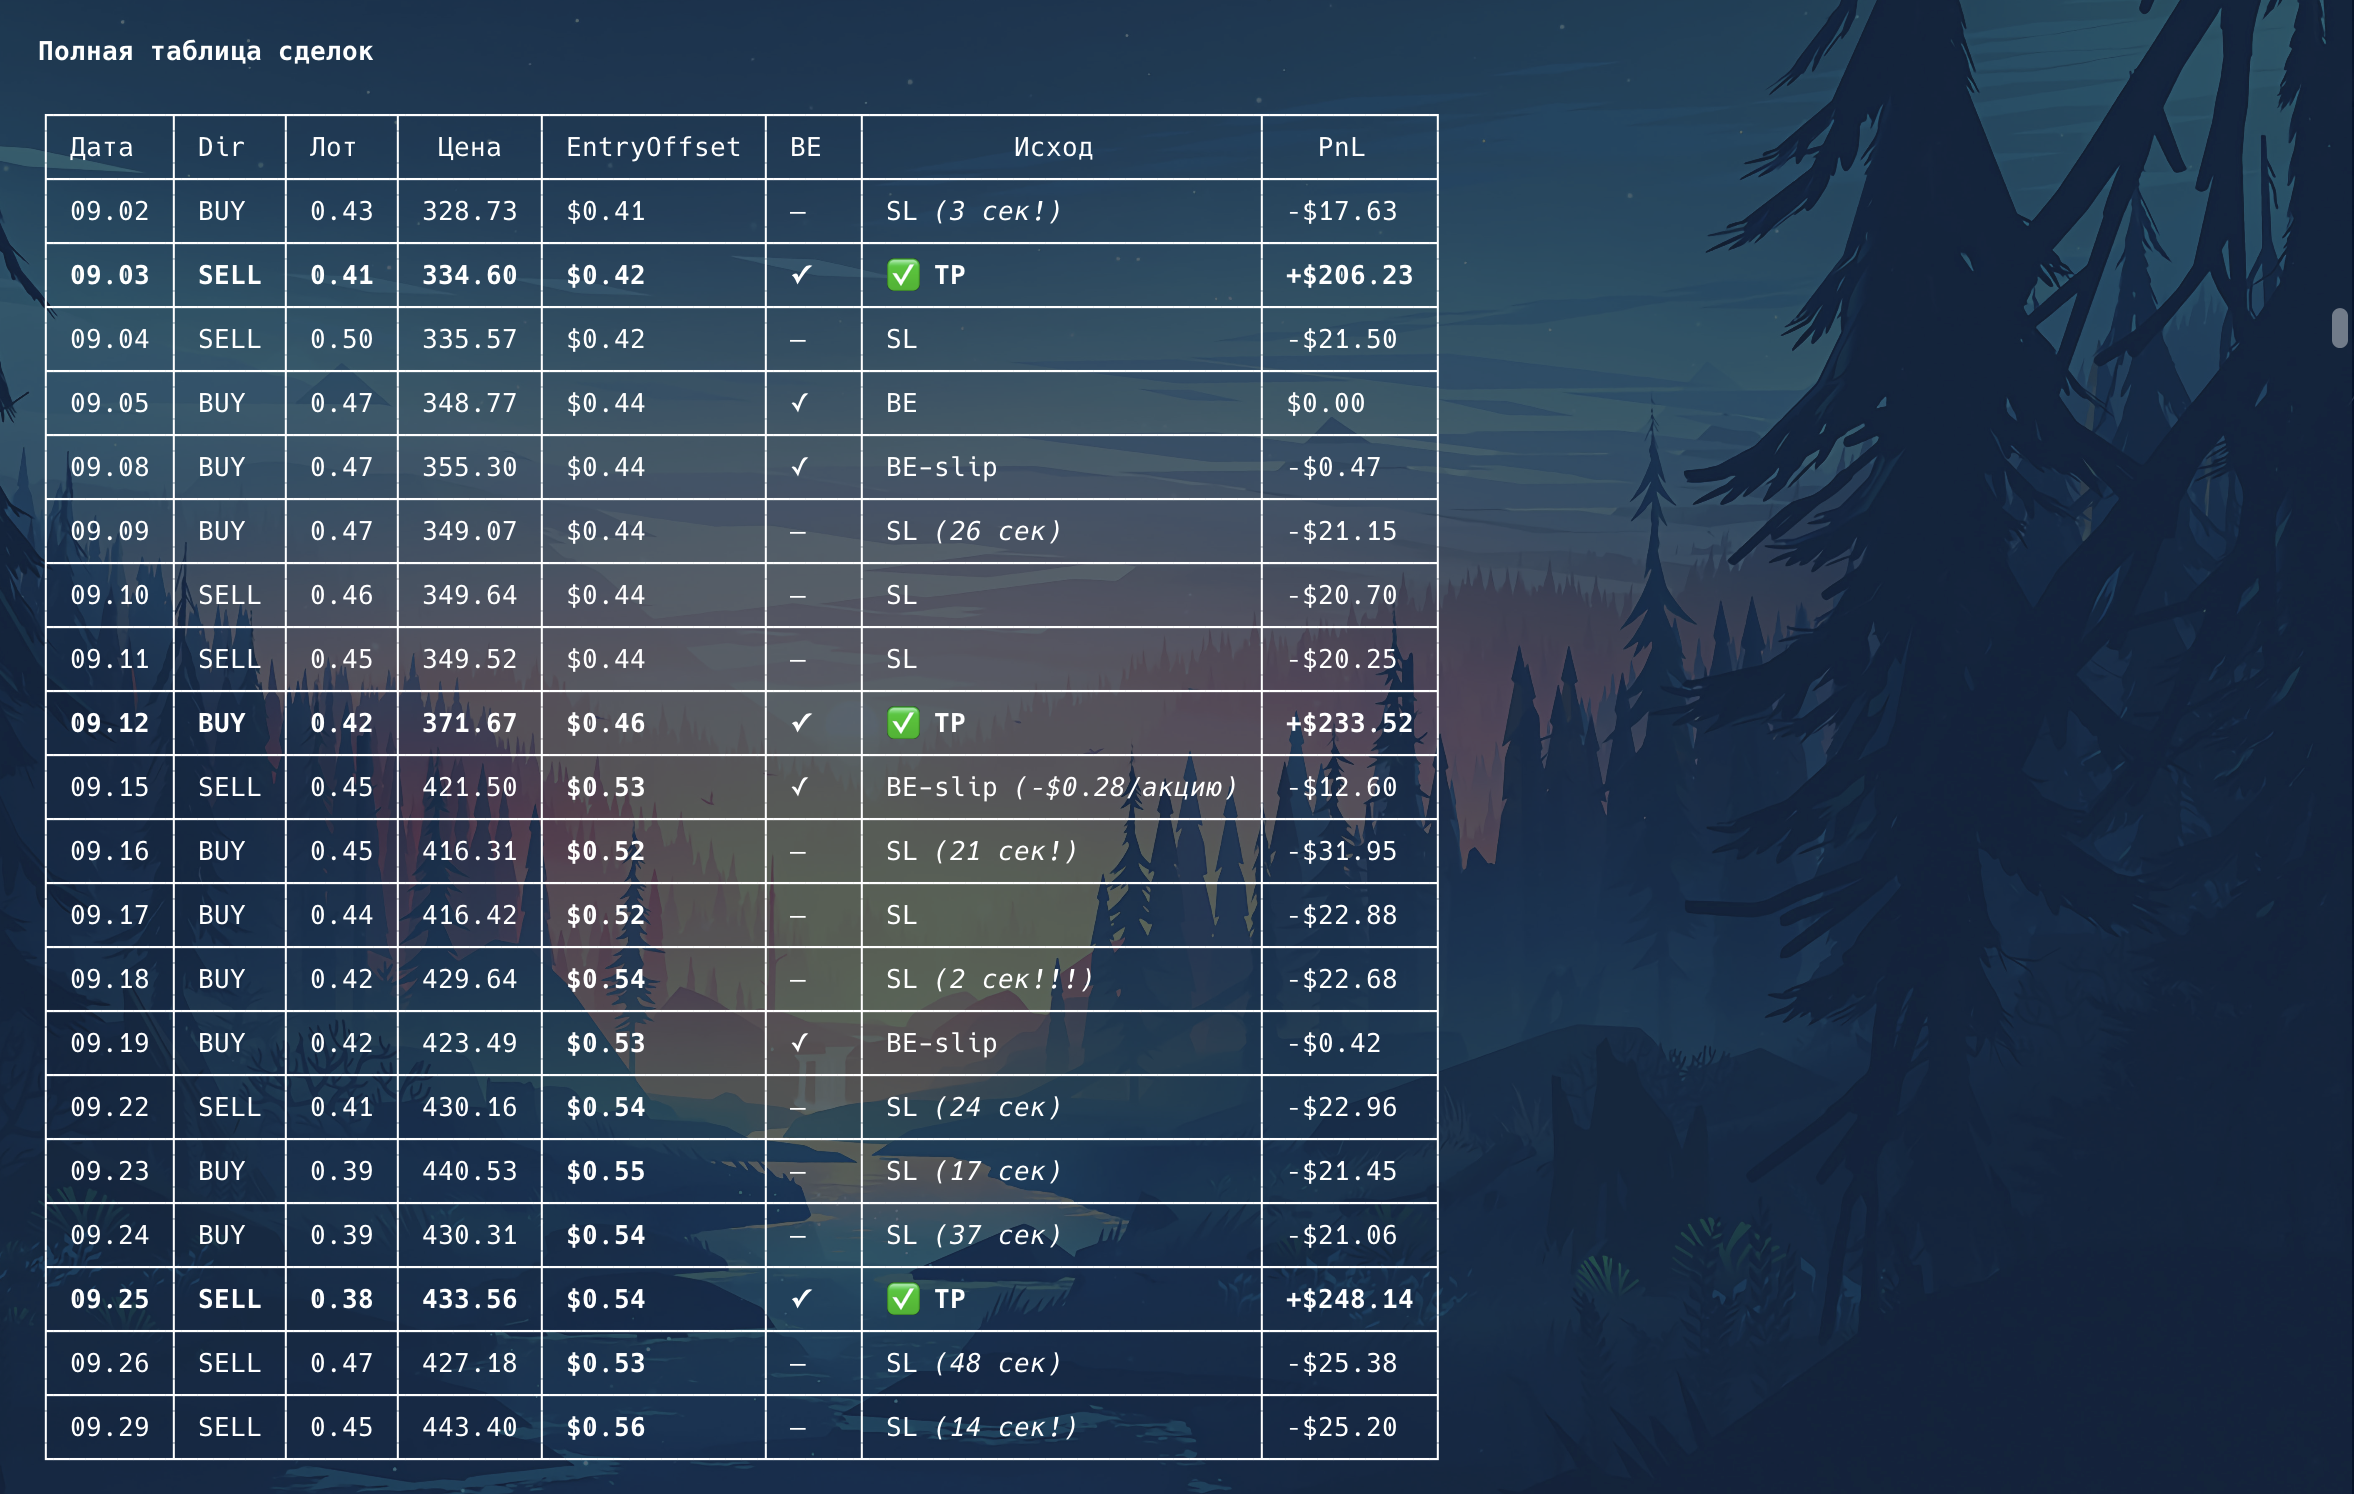 Полная таблица сделок
Дата Dir Лот Цена EntryOffset BE Исход PnL
09.02 BUY 0.43 328.73 $0.41 — SL (3 сек!) -$17.63
09.03 SELL 0.41 334.60 $0.42 ✓ ✅ TP +$206.23
09.04 SELL 0.50 335.57 $0.42 — SL -$21.50
09.05 BUY 0.47 348.77 $0.44 ✓ BE $0.00
09.08 BUY 0.47 355.30 $0.44 ✓ BE-slip -$0.47
09.09 BUY 0.47 349.07 $0.44 — SL (26 сек) -$21.15
09.10 SELL 0.46 349.64 $0.44 — SL -$20.70
09.11 SELL 0.45 349.52 $0.44 — SL -$20.25
09.12 BUY 0.42 371.67 $0.46 ✓ ✅ TP +$233.52
09.15 SELL 0.45 421.50 $0.53 ✓ BE-slip (-$0.28/акцию) -$12.60
09.16 BUY 0.45 416.31 $0.52 — SL (21 сек!) -$31.95
09.17 BUY 0.44 416.42 $0.52 — SL -$22.88
09.18 BUY 0.42 429.64 $0.54 — SL (2 сек!!!) -$22.68
09.19 BUY 0.42 423.49 $0.53 ✓ BE-slip -$0.42
09.22 SELL 0.41 430.16 $0.54 — SL (24 сек) -$22.96
09.23 BUY 0.39 440.53 $0.55 — SL (17 сек) -$21.45
09.24 BUY 0.39 430.31 $0.54 — SL (37 сек) -$21.06
09.25 SELL 0.38 433.56 $0.54 ✓ ✅ TP +$248.14
09.26 SELL 0.47 427.18 $0.53 — SL (48 сек) -$25.38
09.29 SELL 0.45 443.40 $0.56 — SL (14 сек!) -$25.20